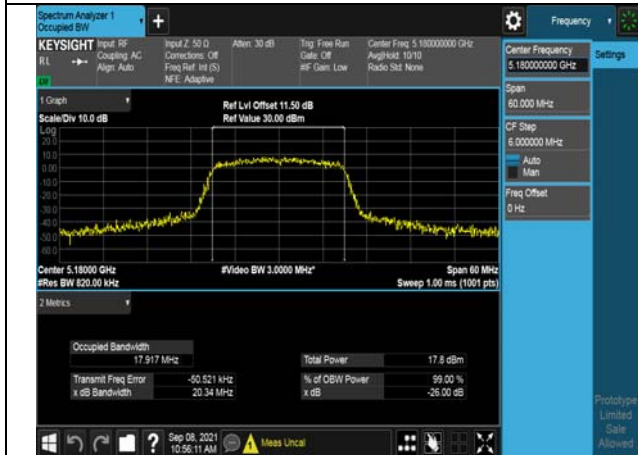 Spectrum Analyzer 1
Occupied BW
Frequency
KEYSIGHT
Input: RF
Coupling: AC
Align: Auto
Input Z: 50 Ω
Corrections: Off
Freq Ref: Int (S)
NFE: Adaptive
Atten: 30 dB
Trig: Free Run
Gate: Off
#IF Gain: Low
Center Freq: 5.180000000 GHz
Avg|Hold: 10/10
Radio Std: None
Center Frequency
5.180000000 GHz
Settings
Span
60.000 MHz
CF Step
6.000000 MHz
Auto
Man
Freq Offset
0 Hz
1 Graph
Scale/Div 10.0 dB
Ref Lvl Offset 11.50 dB
Ref Value 30.00 dBm
Log
20.0
10.0
0.00
-10.0
-20.0
-30.0
-40.0
-50.0
-60.0
Center 5.18000 GHz
#Video BW 3.0000 MHz*
Span 60 MHz
#Res BW 820.00 kHz
Sweep 1.00 ms (1001 pts)
2 Metrics
Occupied Bandwidth
17.917 MHz
Total Power
17.8 dBm
Transmit Freq Error
-50.521 kHz
% of OBW Power
99.00 %
x dB Bandwidth
20.34 MHz
x dB
-26.00 dB
Prototype
Limited
Sale
Allowed
?
Sep 08, 2021
10:56:11 AM
Meas Uncal